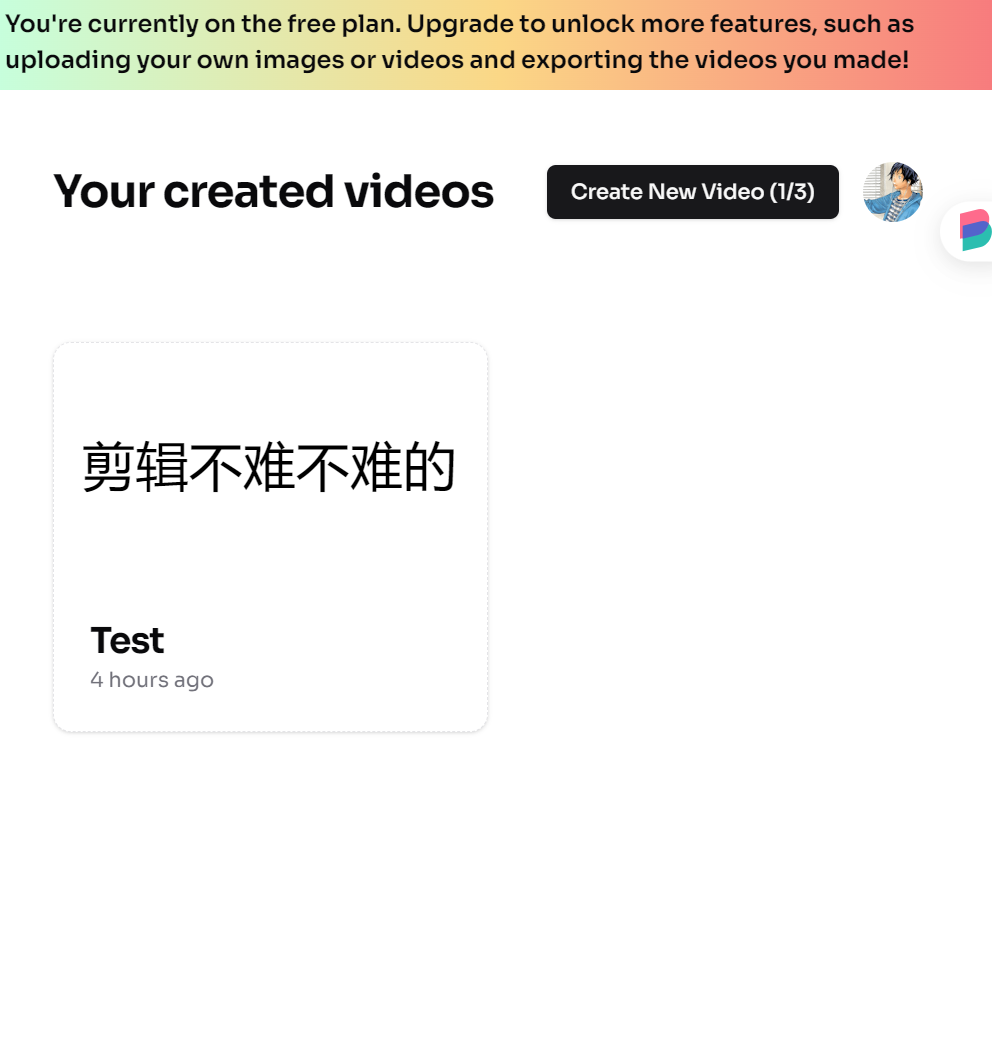 You're currently on the free plan. Upgrade to unlock more features, such as
uploading your own images or videos and exporting the videos you made!
Your created videos
Create New Video (1/3)
剪辑不难不难的
Test
4 hours ago